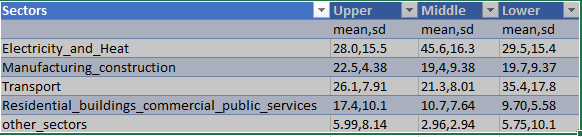 Sectors Upper Middle Lower
mean,sd mean,sd mean,sd
Electricity_and_Heat 28.0,15.5 45.6,16.3 29.5,15.4
Manufacturing_construction 22.5,4.38 19,4,9.38 19.7,9.37
Transport 26.1,7.91 21.3,8.01 35.4,17.8
Residential_buildings_commercial_public_services 17.4,10.1 10.7,7.64 9.70,5.58
other_sectors 5.99,8.14 2.96,2.94 5.75,10.1